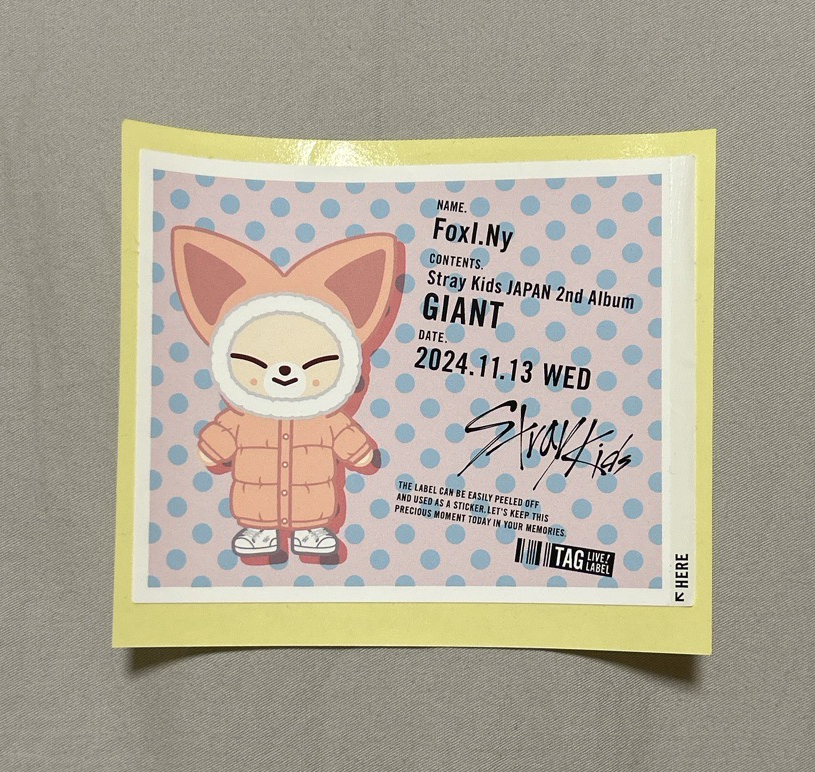 NAME.
FoxI.Ny
CONTENTS.
Stray Kids JAPAN 2nd Album
GIANT
DATE.
2024.11.13 WED
Stray Kids
THE LABEL CAN BE EASILY PEELED OFF
AND USED AS A STICKER. LET'S KEEP THIS
PRECIOUS MOMENT TODAY IN YOUR MEMORIES.
TAG LIVE!
LABEL
↖ HERE